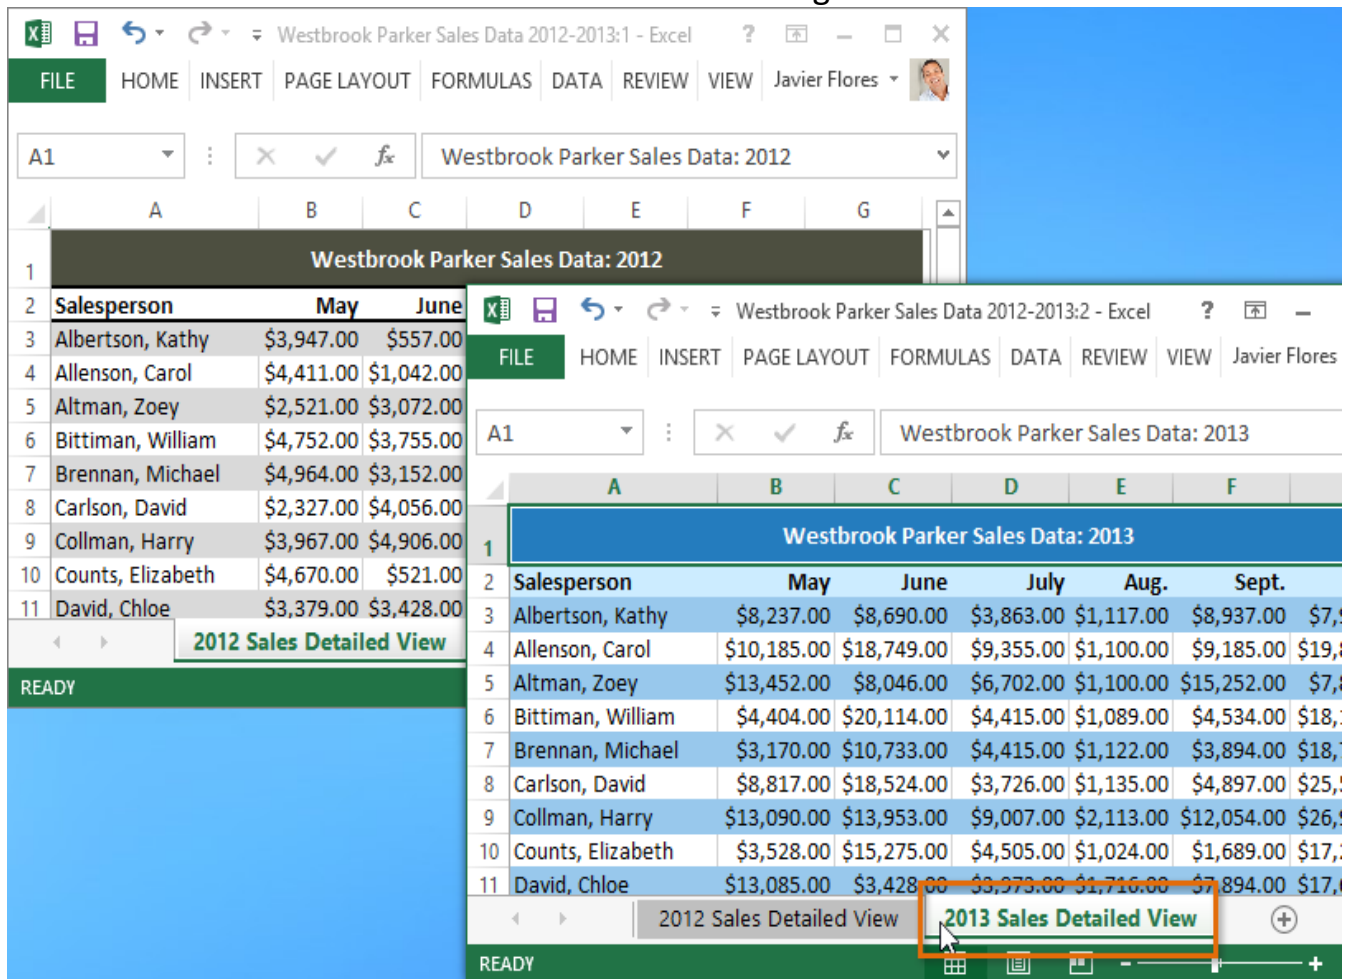 Westbrook Parker Sales Data 2012-2013:1 - Excel ?
FILE HOME INSERT PAGE LAYOUT FORMULAS DATA REVIEW VIEW Javier Flores
A1 fx Westbrook Parker Sales Data: 2012
A B C D E F G
1 Westbrook Parker Sales Data: 2012
2 Salesperson May June
3 Albertson, Kathy $3,947.00 $557.00
4 Allenson, Carol $4,411.00 $1,042.00
5 Altman, Zoey $2,521.00 $3,072.00
6 Bittiman, William $4,752.00 $3,755.00
7 Brennan, Michael $4,964.00 $3,152.00
8 Carlson, David $2,327.00 $4,056.00
9 Collman, Harry $3,967.00 $4,906.00
10 Counts, Elizabeth $4,670.00 $521.00
11 David, Chloe $3,379.00 $3,428.00
2012 Sales Detailed View
READY
Westbrook Parker Sales Data 2012-2013:2 - Excel ?
FILE HOME INSERT PAGE LAYOUT FORMULAS DATA REVIEW VIEW Javier Flores
A1 fx Westbrook Parker Sales Data: 2013
A B C D E F
1 Westbrook Parker Sales Data: 2013
2 Salesperson May June July Aug. Sept.
3 Albertson, Kathy $8,237.00 $8,690.00 $3,863.00 $1,117.00 $8,937.00
4 Allenson, Carol $10,185.00 $18,749.00 $9,355.00 $1,100.00 $9,185.00
5 Altman, Zoey $13,452.00 $8,046.00 $6,702.00 $1,100.00 $15,252.00
6 Bittiman, William $4,404.00 $20,114.00 $4,415.00 $1,089.00 $4,534.00
7 Brennan, Michael $3,170.00 $10,733.00 $4,415.00 $1,122.00 $3,894.00
8 Carlson, David $8,817.00 $18,524.00 $3,726.00 $1,135.00 $4,897.00
9 Collman, Harry $13,090.00 $13,953.00 $9,007.00 $2,113.00 $12,054.00
10 Counts, Elizabeth $3,528.00 $15,275.00 $4,505.00 $1,024.00 $1,689.00
11 David, Chloe $13,085.00 $3,428.00 $3,973.00 $1,716.00 $7,894.00
2012 Sales Detailed View 2013 Sales Detailed View
READY